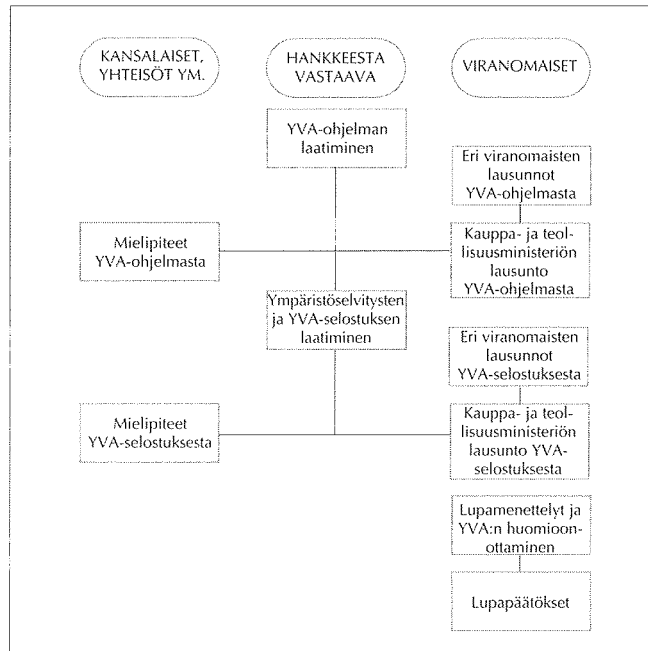 KANSALAISET,
YHTEISÖT YM.
HANKKEESTA
VASTAAVA
VIRANOMAISET
YVA-ohjelman
laatiminen
Eri viranomaisten
lausunnot
YVA-ohjelmasta
Mielipiteet
YVA-ohjelmasta
Kauppa- ja teol-
lisuusministeriön
lausunto
YVA-ohjelmasta
Ympäristöselvitysten
ja YVA-selostuksen
laatiminen
Eri viranomaisten
lausunnot
YVA-selostuksesta
Mielipiteet
YVA-selostuksesta
Kauppa- ja teol-
lisuusministeriön
lausunto YVA-
selostuksesta
Lupamenettelyt ja
YVA:n huomioon-
ottaminen
Lupapäätökset